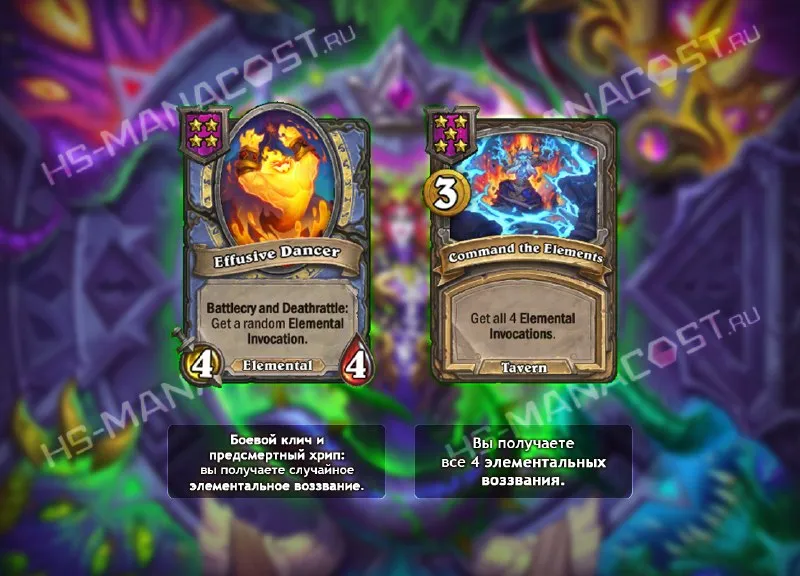 HS-MANACOST.RU
HS-MANACOST.RU
Effusive Dancer
Battlecry and Deathrattle:
Get a random Elemental
Invocation.
4
Elemental
4
3
Command the Elements
Get all 4 Elemental
Invocations.
Tavern
HS-MANACOST.RU
HS-MANACOST.RU
Боевой клич и
предсмертный хрип:
вы получаете случайное
элементальное воззвание.
Вы получаете
все 4 элементальных
воззвания.